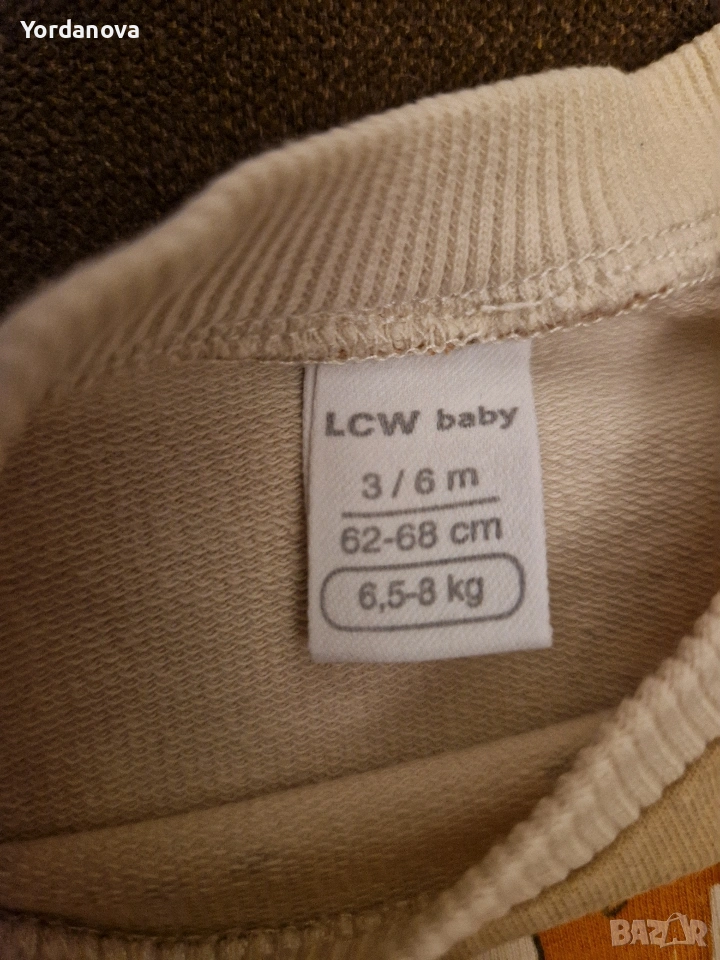 Yordanova
LCW baby
3 / 6 m
62-68 cm
6,5-8 kg
BAZAR